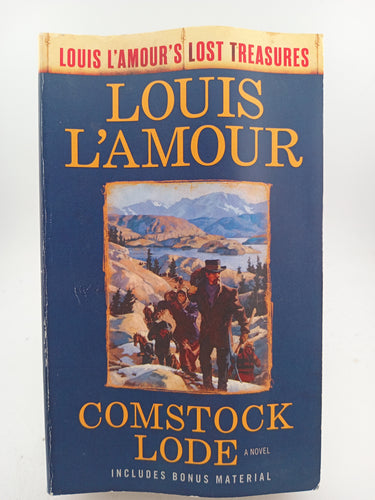 LOUIS L'AMOUR'S LOST TREASURES
LOUIS
L'AMOUR
COMSTOCK
LODE
A NOVEL
INCLUDES BONUS MATERIAL